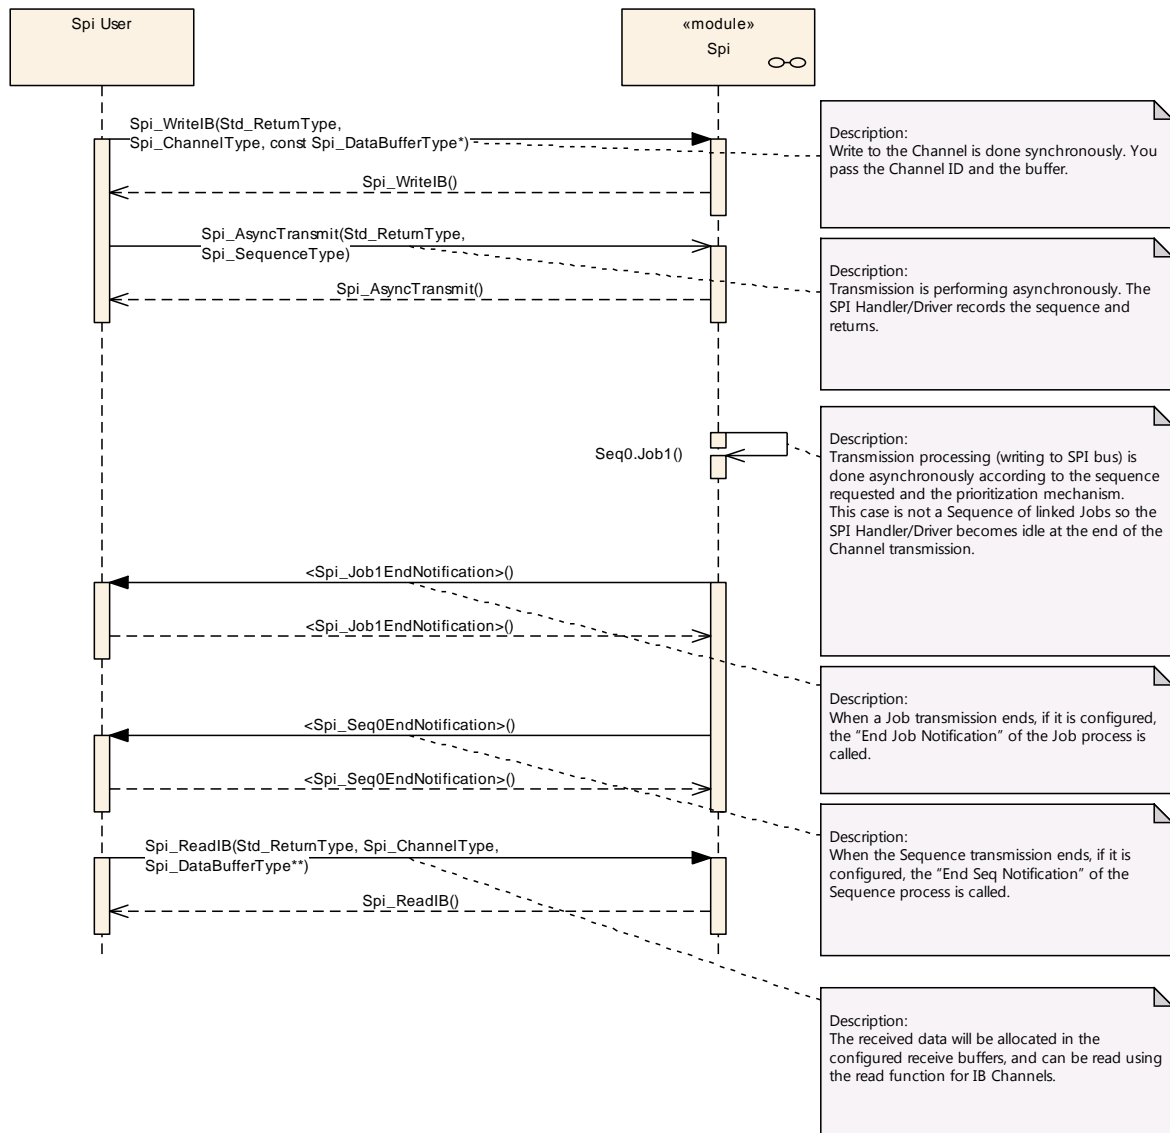 Spi User
«module»
Spi
Spi_WriteIB(Std_ReturnType,
Spi_ChannelType, const Spi_DataBufferType*)
Description:
Write to the Channel is done synchronously. You
pass the Channel ID and the buffer.
Spi_WriteIB()
Spi_AsyncTransmit(Std_ReturnType,
Spi_SequenceType)
Description:
Transmission is performing asynchronously. The
SPI Handler/Driver records the sequence and
returns.
Spi_AsyncTransmit()
Seq0.Job1()
Description:
Transmission processing (writing to SPI bus) is
done asynchronously according to the sequence
requested and the prioritization mechanism.
This case is not a Sequence of linked Jobs so the
SPI Handler/Driver becomes idle at the end of the
Channel transmission.
<Spi_Job1EndNotification>()
<Spi_Job1EndNotification>()
Description:
When a Job transmission ends, if it is configured,
the "End Job Notification" of the Job process is
called.
<Spi_Seq0EndNotification>()
<Spi_Seq0EndNotification>()
Description:
When the Sequence transmission ends, if it is
configured, the "End Seq Notification" of the
Sequence process is called.
Spi_ReadIB(Std_ReturnType, Spi_ChannelType,
Spi_DataBufferType**)
Spi_ReadIB()
Description:
The received data will be allocated in the
configured receive buffers, and can be read using
the read function for IB Channels.